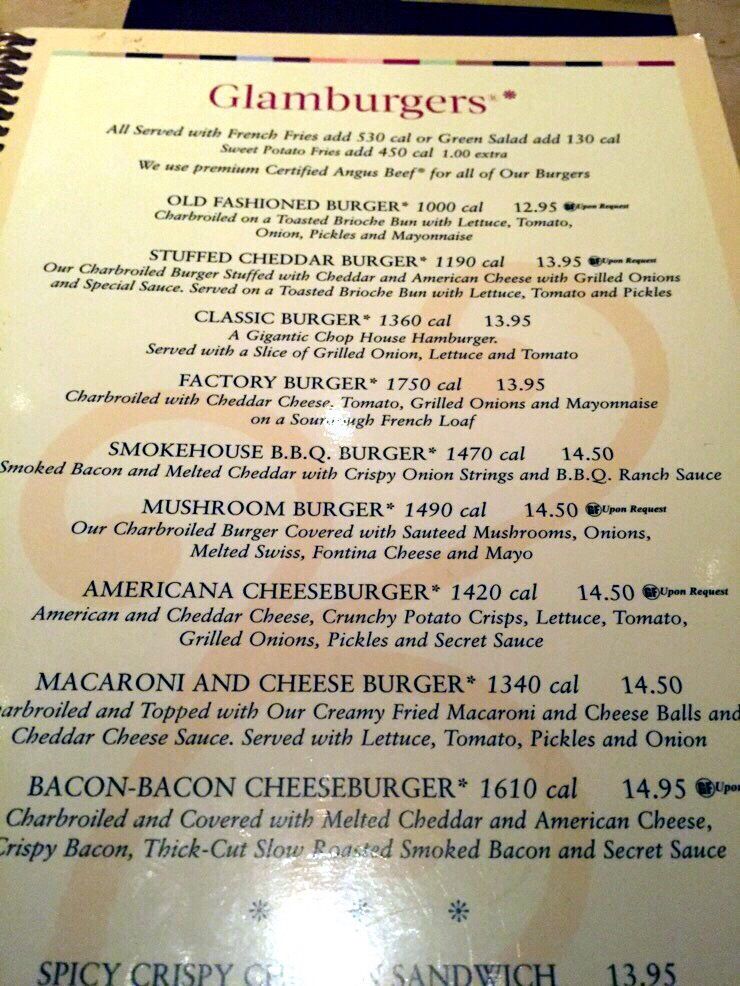 Glamburgers®*
All Served with French Fries add 530 cal or Green Salad add 130 cal
Sweet Potato Fries add 450 cal 1.00 extra
We use premium Certified Angus Beef® for all of Our Burgers
OLD FASHIONED BURGER* 1000 cal 12.95 GF Upon Request
Charbroiled on a Toasted Brioche Bun with Lettuce, Tomato,
Onion, Pickles and Mayonnaise
STUFFED CHEDDAR BURGER* 1190 cal 13.95 GF Upon Request
Our Charbroiled Burger Stuffed with Cheddar and American Cheese with Grilled Onions
and Special Sauce. Served on a Toasted Brioche Bun with Lettuce, Tomato and Pickles
CLASSIC BURGER* 1360 cal 13.95
A Gigantic Chop House Hamburger.
Served with a Slice of Grilled Onion, Lettuce and Tomato
FACTORY BURGER* 1750 cal 13.95
Charbroiled with Cheddar Cheese. Tomato, Grilled Onions and Mayonnaise
on a Sourdough French Loaf
SMOKEHOUSE B.B.Q. BURGER* 1470 cal 14.50
Smoked Bacon and Melted Cheddar with Crispy Onion Strings and B.B.Q. Ranch Sauce
MUSHROOM BURGER* 1490 cal 14.50 GF Upon Request
Our Charbroiled Burger Covered with Sauteed Mushrooms, Onions,
Melted Swiss, Fontina Cheese and Mayo
AMERICANA CHEESEBURGER* 1420 cal 14.50 GF Upon Request
American and Cheddar Cheese, Crunchy Potato Crisps, Lettuce, Tomato,
Grilled Onions, Pickles and Secret Sauce
MACARONI AND CHEESE BURGER* 1340 cal 14.50
arbroiled and Topped with Our Creamy Fried Macaroni and Cheese Balls and
Cheddar Cheese Sauce. Served with Lettuce, Tomato, Pickles and Onion
BACON-BACON CHEESEBURGER* 1610 cal 14.95 GF Upo
Charbroiled and Covered with Melted Cheddar and American Cheese,
Crispy Bacon, Thick-Cut Slow Roasted Smoked Bacon and Secret Sauce
SPICY CRISPY CHICKEN SANDWICH 13.95